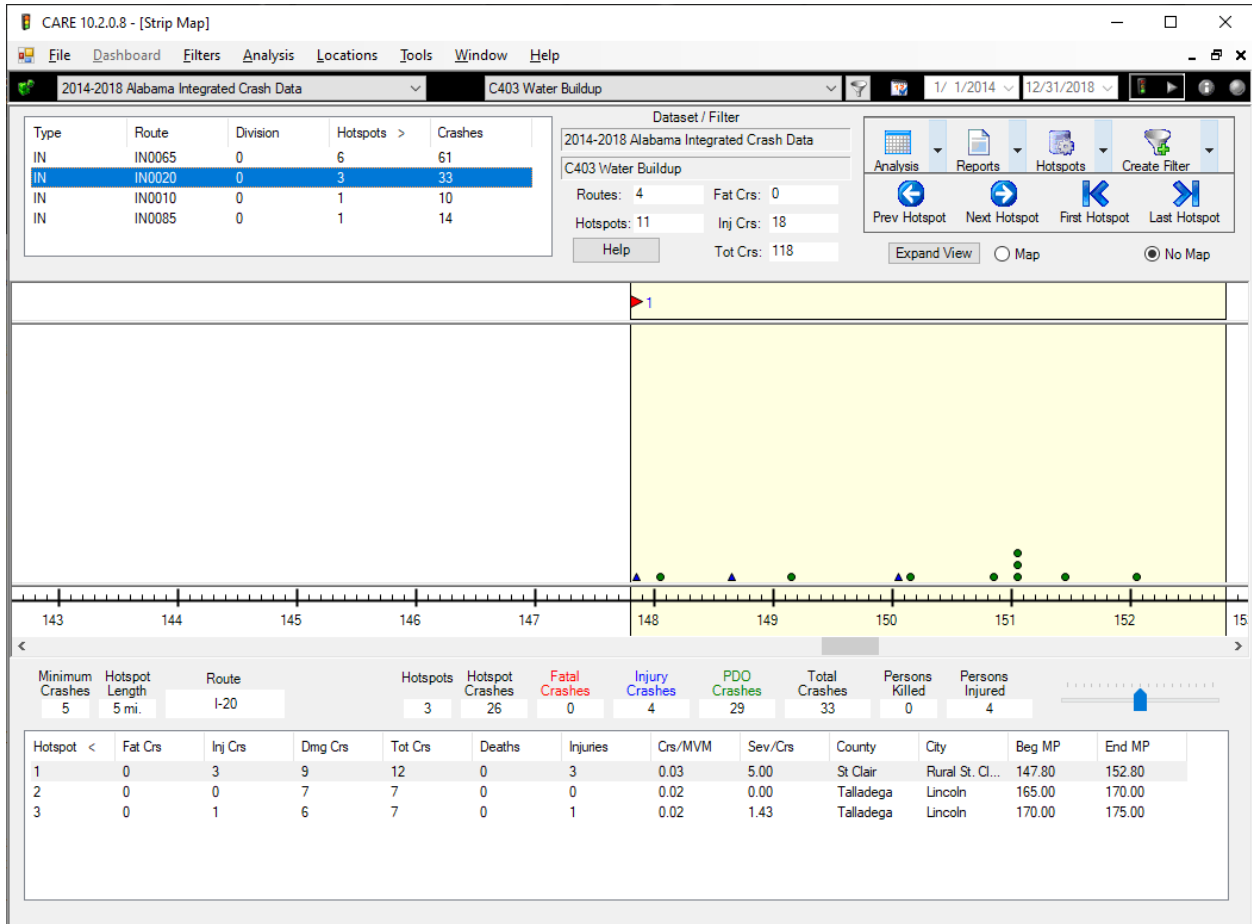 CARE 10.2.0.8 - [Strip Map]
File Dashboard Filters Analysis Locations Tools Window Help
2014-2018 Alabama Integrated Crash Data C403 Water Buildup 1/ 1/2014 12/31/2018
Type Route Division Hotspots > Crashes
IN IN0065 0 6 61
IN IN0020 0 3 33
IN IN0010 0 1 10
IN IN0085 0 1 14
Dataset / Filter
2014-2018 Alabama Integrated Crash Data
C403 Water Buildup
Routes: 4 Fat Crs: 0
Hotspots: 11 Inj Crs: 18
Help Tot Crs: 118
Analysis Reports Hotspots Create Filter
Prev Hotspot Next Hotspot First Hotspot Last Hotspot
Expand View Map No Map
1
143 144 145 146 147 148 149 150 151 152 15
< >
Minimum Crashes 5
Hotspot Length 5 mi.
Route I-20
Hotspots 3
Hotspot Crashes 26
Fatal Crashes 0
Injury Crashes 4
PDO Crashes 29
Total Crashes 33
Persons Killed 0
Persons Injured 4
Hotspot < Fat Crs Inj Crs Dmg Crs Tot Crs Deaths Injuries Crs/MVM Sev/Crs County City Beg MP End MP
1 0 3 9 12 0 3 0.03 5.00 St Clair Rural St. Cl... 147.80 152.80
2 0 0 7 7 0 0 0.02 0.00 Talladega Lincoln 165.00 170.00
3 0 1 6 7 0 1 0.02 1.43 Talladega Lincoln 170.00 175.00